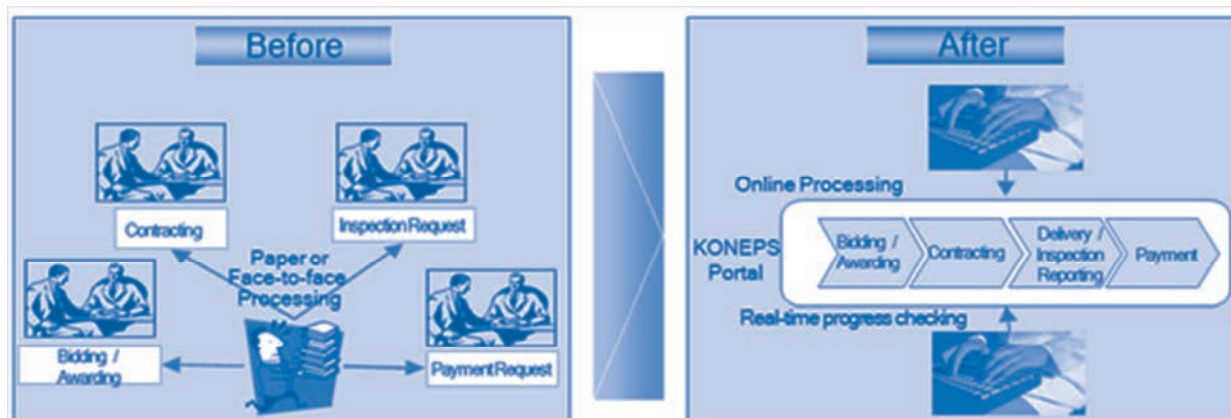 Before
Contracting
Inspection Request
Paper or
Face-to-face
Processing
Bidding /
Awarding
Payment Request
After
Online Processing
KONEPS
Portal
Bidding /
Awarding
Contracting
Delivery /
Inspection
Reporting
Payment
Real-time progress checking